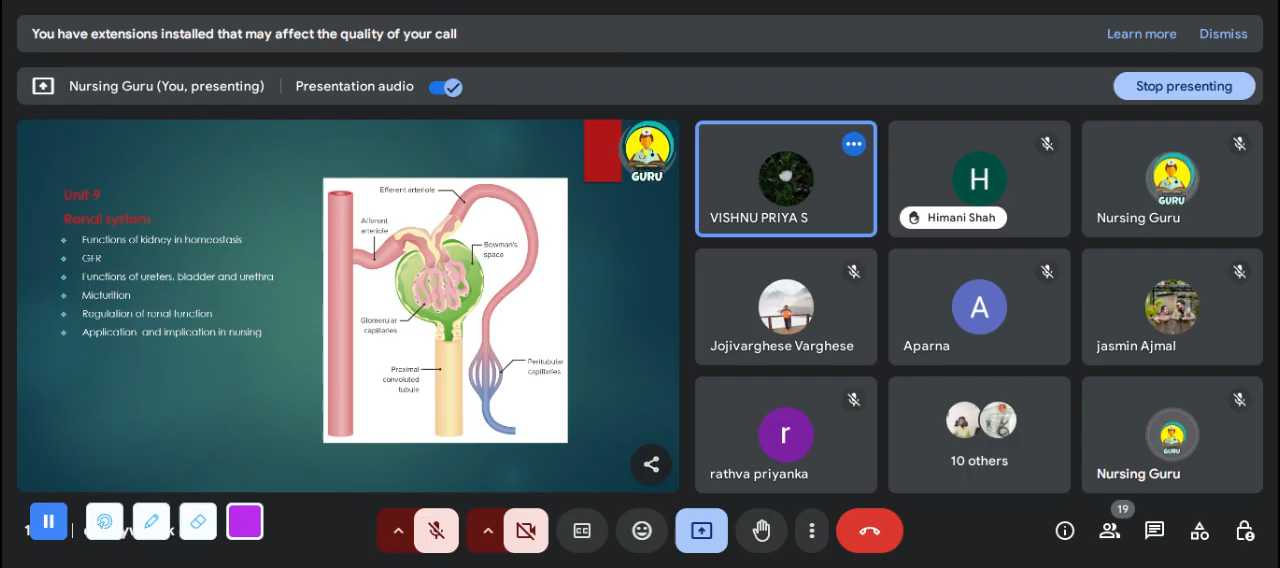 You have extensions installed that may affect the quality of your call
Learn more
Dismiss
Nursing Guru (You, presenting)
Presentation audio
Stop presenting
GURU
Unit-9
Renal system
Functions of kidney in homeostasis
GFR
Functions of ureters, bladder and urethra
Micturition
Regulation of renal function
Application and implication in nursing
Efferent arteriole
Afferent
arteriole
Bowman's
space
Glomerular
capillaries
Proximal
convoluted
tubule
Peritubular
capillaries
VISHNU PRIYA S
H
Himani Shah
GURU
Nursing Guru
Jojivarghese Varghese
A
Aparna
jasmin Ajmal
r
rathva priyanka
10 others
GURU
Nursing Guru
CC
19